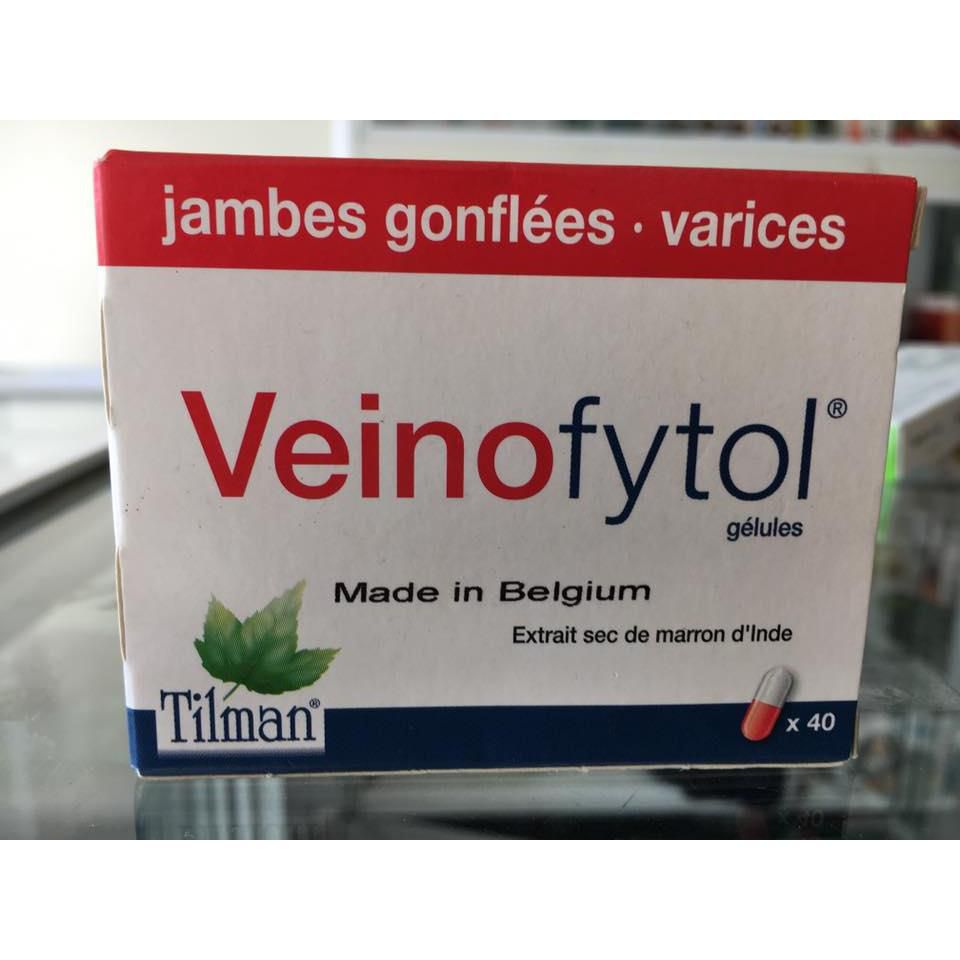 jambes gonflées · varices
Veinofytol®
gélules
Made in Belgium
Extrait sec de marron d'Inde
Tilman®
x 40